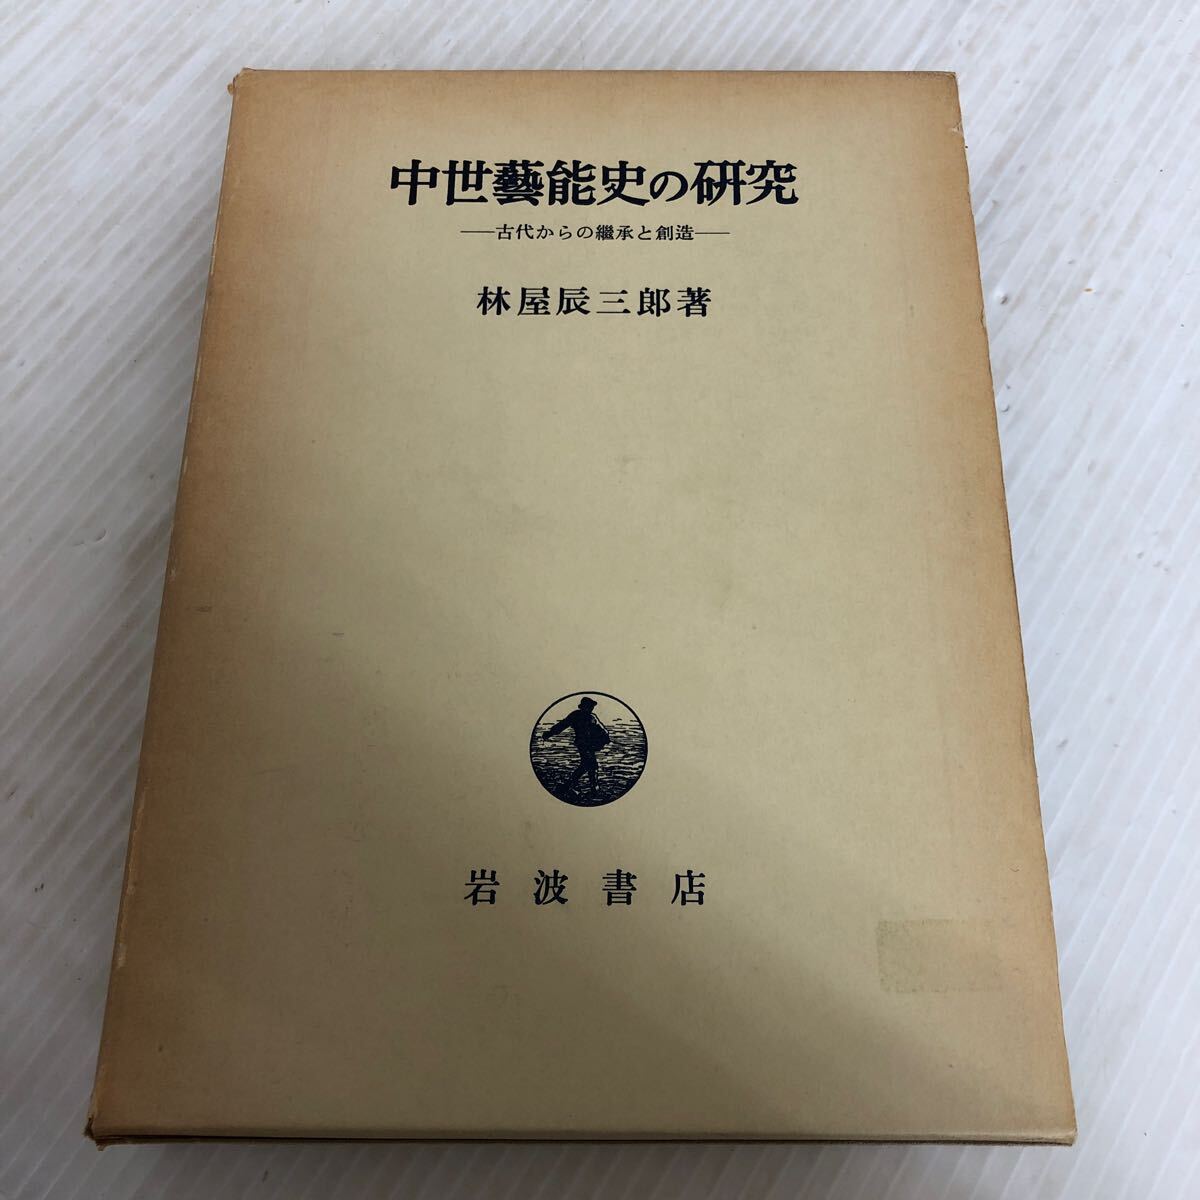 中世藝能史の研究
──古代からの繼承と創造──
林屋辰三郎著
岩波書店